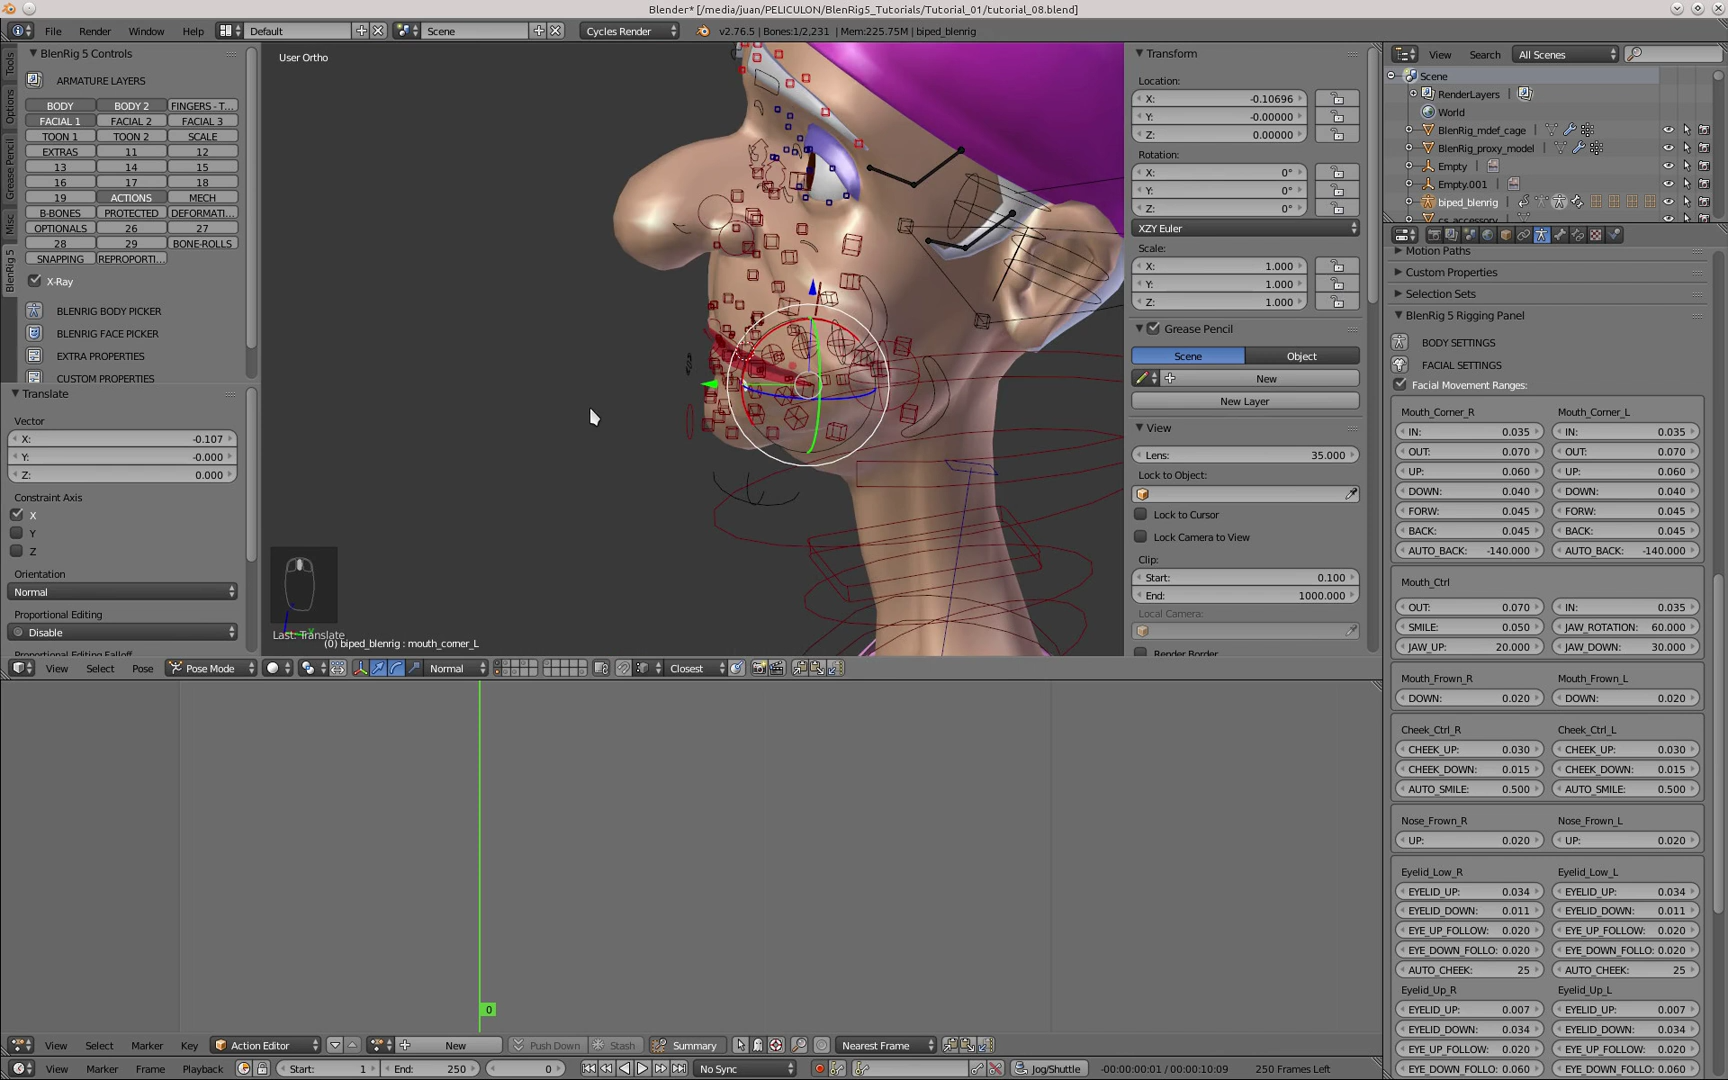 Blender* [/media/juan/PELICULON/BlenRig5_Tutorials/Tutorial_01/tutorial_08.blend]
File Render Window Help Default Scene Cycles Render v2.76.5 | Bones:1/2,231 | Mem:225.75M | biped_blenrig
Tools
Options
Grease Pencil
Misc
BlenRig 5
BlenRig 5 Controls
ARMATURE LAYERS
BODY BODY 2 FINGERS - T...
FACIAL 1 FACIAL 2 FACIAL 3
TOON 1 TOON 2 SCALE
EXTRAS 11 12
13 14 15
16 17 18
19 ACTIONS MECH
B-BONES PROTECTED DEFORMATI...
OPTIONALS 26 27
28 29 BONE-ROLLS
SNAPPING REPROPORTI...
X-Ray
BLENRIG BODY PICKER
BLENRIG FACE PICKER
EXTRA PROPERTIES
CUSTOM PROPERTIES
Translate
Vector
X: -0.107
Y: -0.000
Z: 0.000
Constraint Axis
X
Y
Z
Orientation
Normal
Proportional Editing
Disable
Proportional Editing Falloff
User Ortho
Last: Translate
(0) biped_blenrig : mouth_corner_L
View Select Pose Pose Mode Normal Closest
Transform
Location:
X: -0.10696
Y: -0.00000
Z: 0.00000
Rotation:
X: 0°
Y: 0°
Z: 0°
XZY Euler
Scale:
X: 1.000
Y: 1.000
Z: 1.000
Grease Pencil
Scene Object
New
New Layer
View
Lens: 35.000
Lock to Object:
Lock to Cursor
Lock Camera to View
Clip:
Start: 0.100
End: 1000.000
Local Camera:
Render Border
View Search All Scenes
Scene
RenderLayers
World
BlenRig_mdef_cage
BlenRig_proxy_model
Empty
Empty.001
biped_blenrig
cs_accessory
Motion Paths
Custom Properties
Selection Sets
BlenRig 5 Rigging Panel
BODY SETTINGS
FACIAL SETTINGS
Facial Movement Ranges:
Mouth_Corner_R Mouth_Corner_L
IN: 0.035 IN: 0.035
OUT: 0.070 OUT: 0.070
UP: 0.060 UP: 0.060
DOWN: 0.040 DOWN: 0.040
FORW: 0.045 FORW: 0.045
BACK: 0.045 BACK: 0.045
AUTO_BACK: -140.000 AUTO_BACK: -140.000
Mouth_Ctrl
OUT: 0.070 IN: 0.035
SMILE: 0.050 JAW_ROTATION: 60.000
JAW_UP: 20.000 JAW_DOWN: 30.000
Mouth_Frown_R Mouth_Frown_L
DOWN: 0.020 DOWN: 0.020
Cheek_Ctrl_R Cheek_Ctrl_L
CHEEK_UP: 0.030 CHEEK_UP: 0.030
CHEEK_DOWN: 0.015 CHEEK_DOWN: 0.015
AUTO_SMILE: 0.500 AUTO_SMILE: 0.500
Nose_Frown_R Nose_Frown_L
UP: 0.020 UP: 0.020
Eyelid_Low_R Eyelid_Low_L
EYELID_UP: 0.034 EYELID_UP: 0.034
EYELID_DOWN: 0.011 EYELID_DOWN: 0.011
EYE_UP_FOLLOW: 0.020 EYE_UP_FOLLOW: 0.020
EYE_DOWN_FOLLO: 0.020 EYE_DOWN_FOLLO: 0.020
AUTO_CHEEK: 25 AUTO_CHEEK: 25
Eyelid_Up_R Eyelid_Up_L
EYELID_UP: 0.007 EYELID_UP: 0.007
EYELID_DOWN: 0.034 EYELID_DOWN: 0.034
EYE_UP_FOLLOW: 0.020 EYE_UP_FOLLOW: 0.020
EYE_DOWN_FOLLO: 0.060 EYE_DOWN_FOLLO: 0.060
0
View Select Marker Key Action Editor New Push Down Stash Summary Nearest Frame
View Marker Frame Playback Start: 1 End: 250 0 No Sync Jog/Shuttle -00:00:00:01 / 00:00:10:09 250 Frames Left